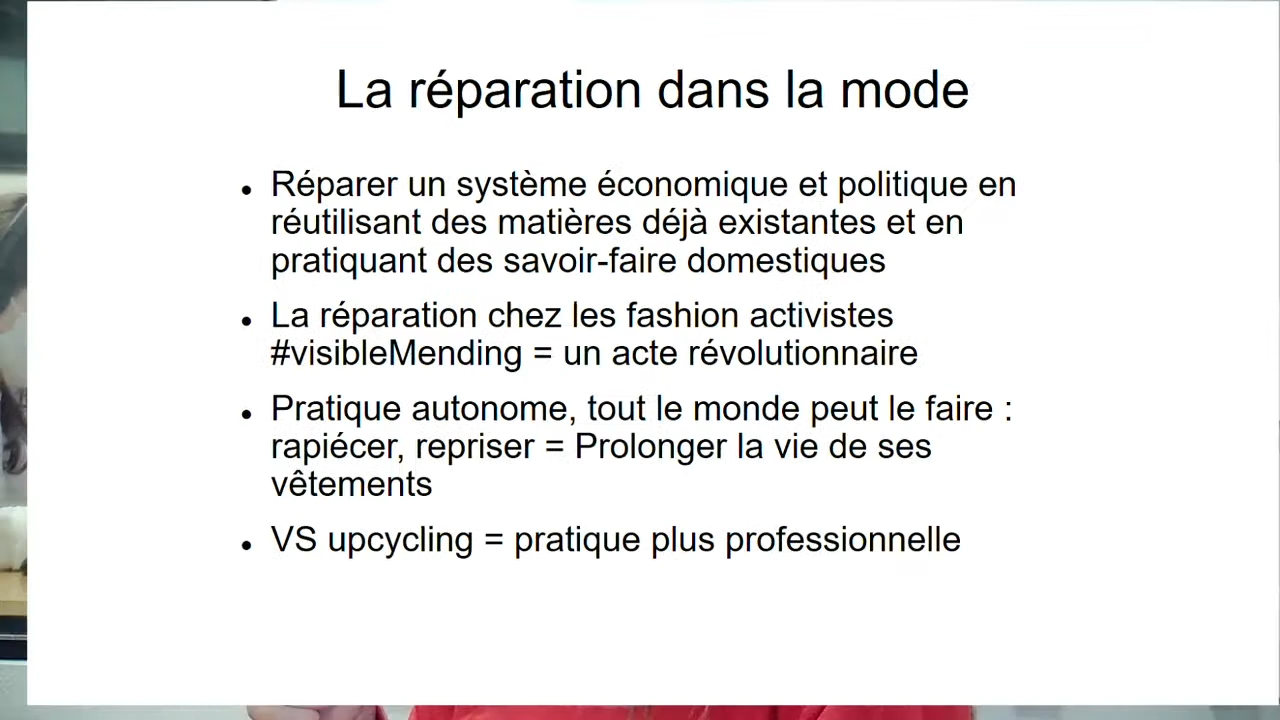 La réparation dans la mode
• Réparer un système économique et politique en
réutilisant des matières déjà existantes et en
pratiquant des savoir-faire domestiques
• La réparation chez les fashion activistes
#visibleMending = un acte révolutionnaire
• Pratique autonome, tout le monde peut le faire :
rapiécer, repriser = Prolonger la vie de ses
vêtements
• VS upcycling = pratique plus professionnelle